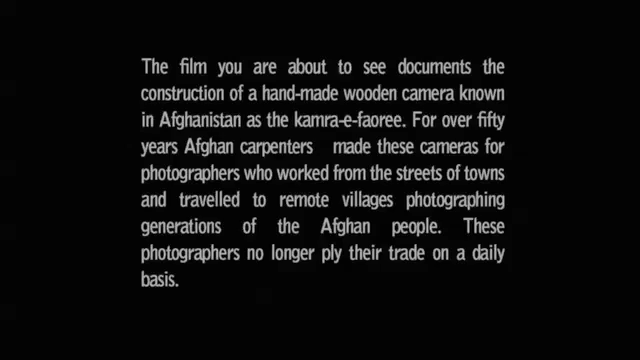 The film you are about to see documents the
construction of a hand-made wooden camera known
in Afghanistan as the kamra-e-faoree. For over fifty
years Afghan carpenters made these cameras for
photographers who worked from the streets of towns
and travelled to remote villages photographing
generations of the Afghan people. These
photographers no longer ply their trade on a daily
basis.